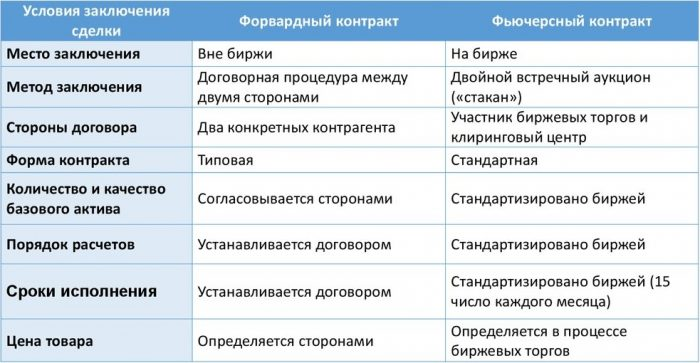 Условия заключения
сделки
Форвардный контракт
Фьючерсный контракт
Место заключения
Вне биржи
На бирже
Метод заключения
Договорная процедура между
двумя сторонами
Двойной встречный аукцион
(«стакан»)
Стороны договора
Два конкретных контрагента
Участник биржевых торгов и
клиринговый центр
Форма контракта
Типовая
Стандартная
Количество и качество
базового актива
Согласовывается сторонами
Стандартизировано биржей
Порядок расчетов
Устанавливается договором
Стандартизировано биржей
Сроки исполнения
Устанавливается договором
Стандартизировано биржей (15
число каждого месяца)
Цена товара
Определяется сторонами
Определяется в процессе
биржевых торгов